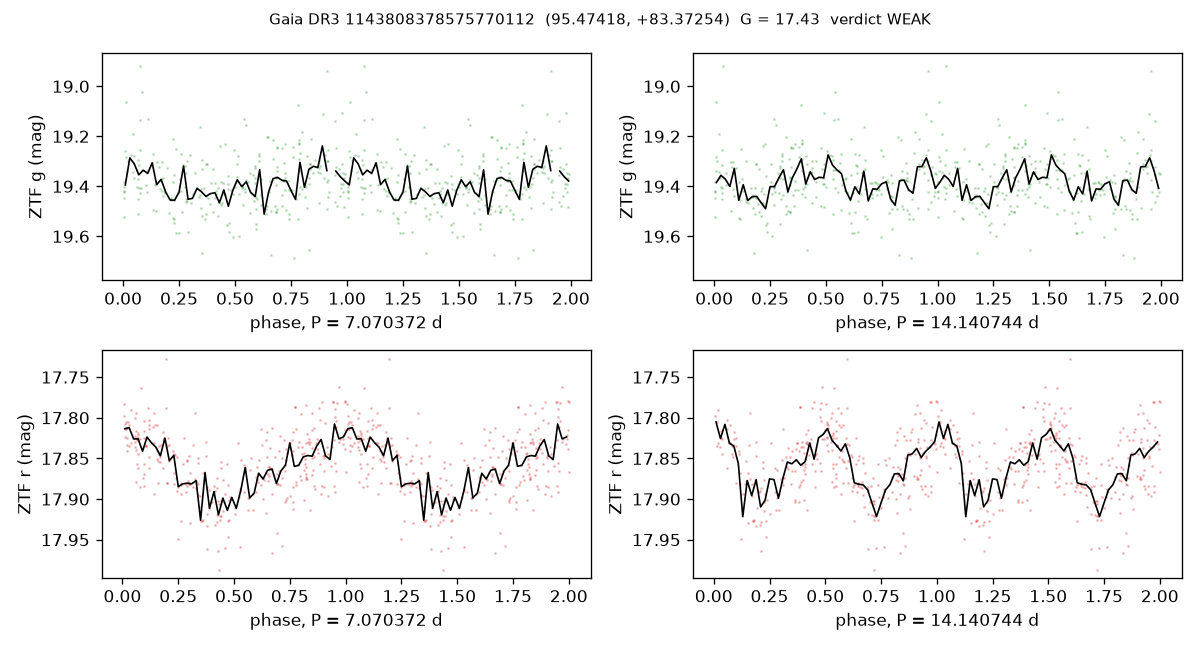 Gaia DR3 1143808378575770112  (95.47418, +83.37254)  G = 17.43  verdict WEAK
ZTF g (mag)
19.0
19.2
19.4
19.6
0.00 0.25 0.50 0.75 1.00 1.25 1.50 1.75 2.00
phase, P = 7.070372 d
ZTF g (mag)
19.0
19.2
19.4
19.6
0.00 0.25 0.50 0.75 1.00 1.25 1.50 1.75 2.00
phase, P = 14.140744 d
ZTF r (mag)
17.75
17.80
17.85
17.90
17.95
0.00 0.25 0.50 0.75 1.00 1.25 1.50 1.75 2.00
phase, P = 7.070372 d
ZTF r (mag)
17.75
17.80
17.85
17.90
17.95
0.00 0.25 0.50 0.75 1.00 1.25 1.50 1.75 2.00
phase, P = 14.140744 d